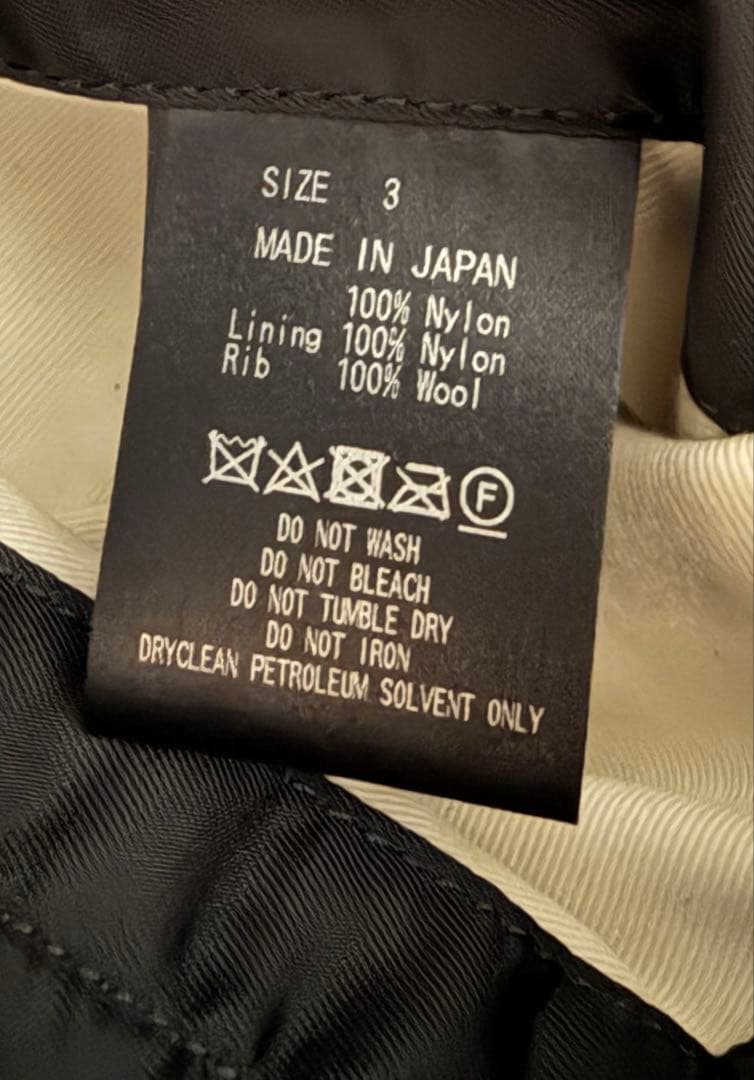 SIZE 3
MADE IN JAPAN
100% Nylon
Lining 100% Nylon
Rib 100% Wool
F
DO NOT WASH
DO NOT BLEACH
DO NOT TUMBLE DRY
DO NOT IRON
DRYCLEAN PETROLEUM SOLVENT ONLY